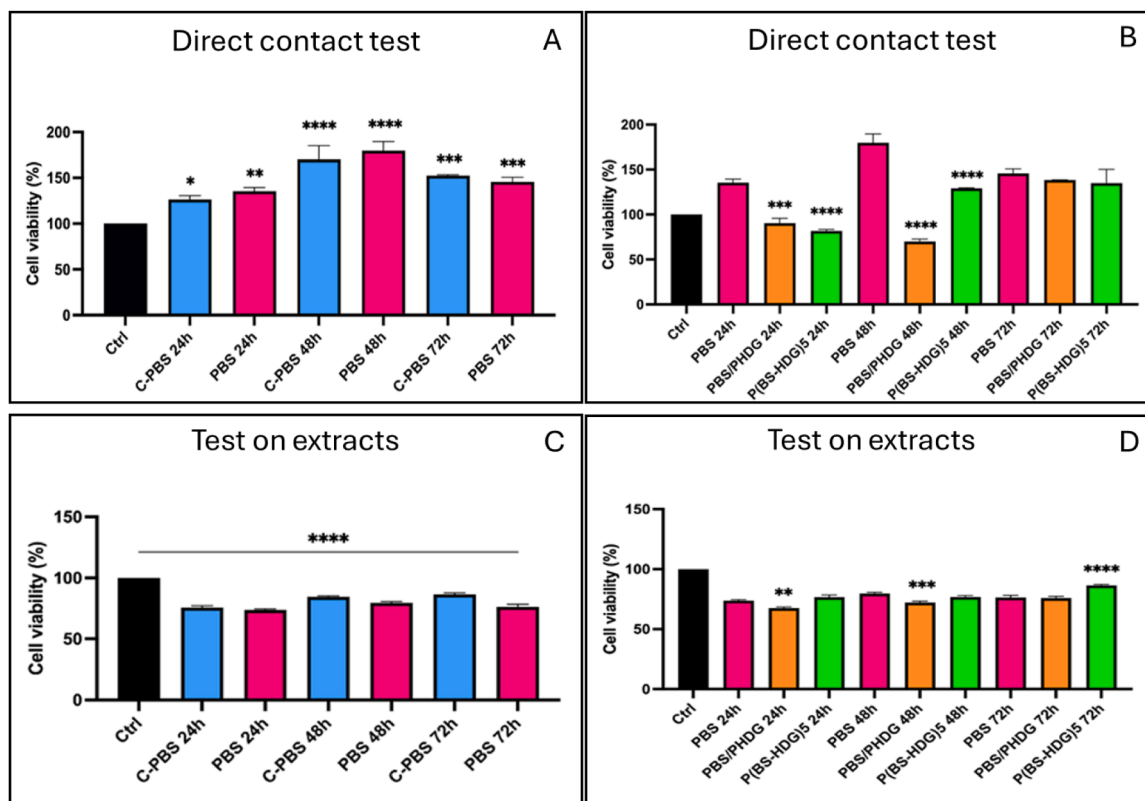 Direct contact test
A
Cell viability (%)
200
150
100
50
0
*
**
****
****
***
***
Ctrl
C-PBS 24h
PBS 24h
C-PBS 48h
PBS 48h
C-PBS 72h
PBS 72h
Direct contact test
B
Cell viability (%)
200
150
100
50
0
***
****
****
****
Ctrl
PBS 24h
PBS/PHDG 24h
P(BS-HDG)5 24h
PBS 48h
PBS/PHDG 48h
P(BS-HDG)5 48h
PBS 72h
PBS/PHDG 72h
P(BS-HDG)5 72h
Test on extracts
C
Cell viability (%)
150
100
50
0
****
Ctrl
C-PBS 24h
PBS 24h
C-PBS 48h
PBS 48h
C-PBS 72h
PBS 72h
Test on extracts
D
Cell viability (%)
150
100
50
0
**
***
****
Ctrl
PBS 24h
PBS/PHDG 24h
P(BS-HDG)5 24h
PBS 48h
PBS/PHDG 48h
P(BS-HDG)5 48h
PBS 72h
PBS/PHDG 72h
P(BS-HDG)5 72h